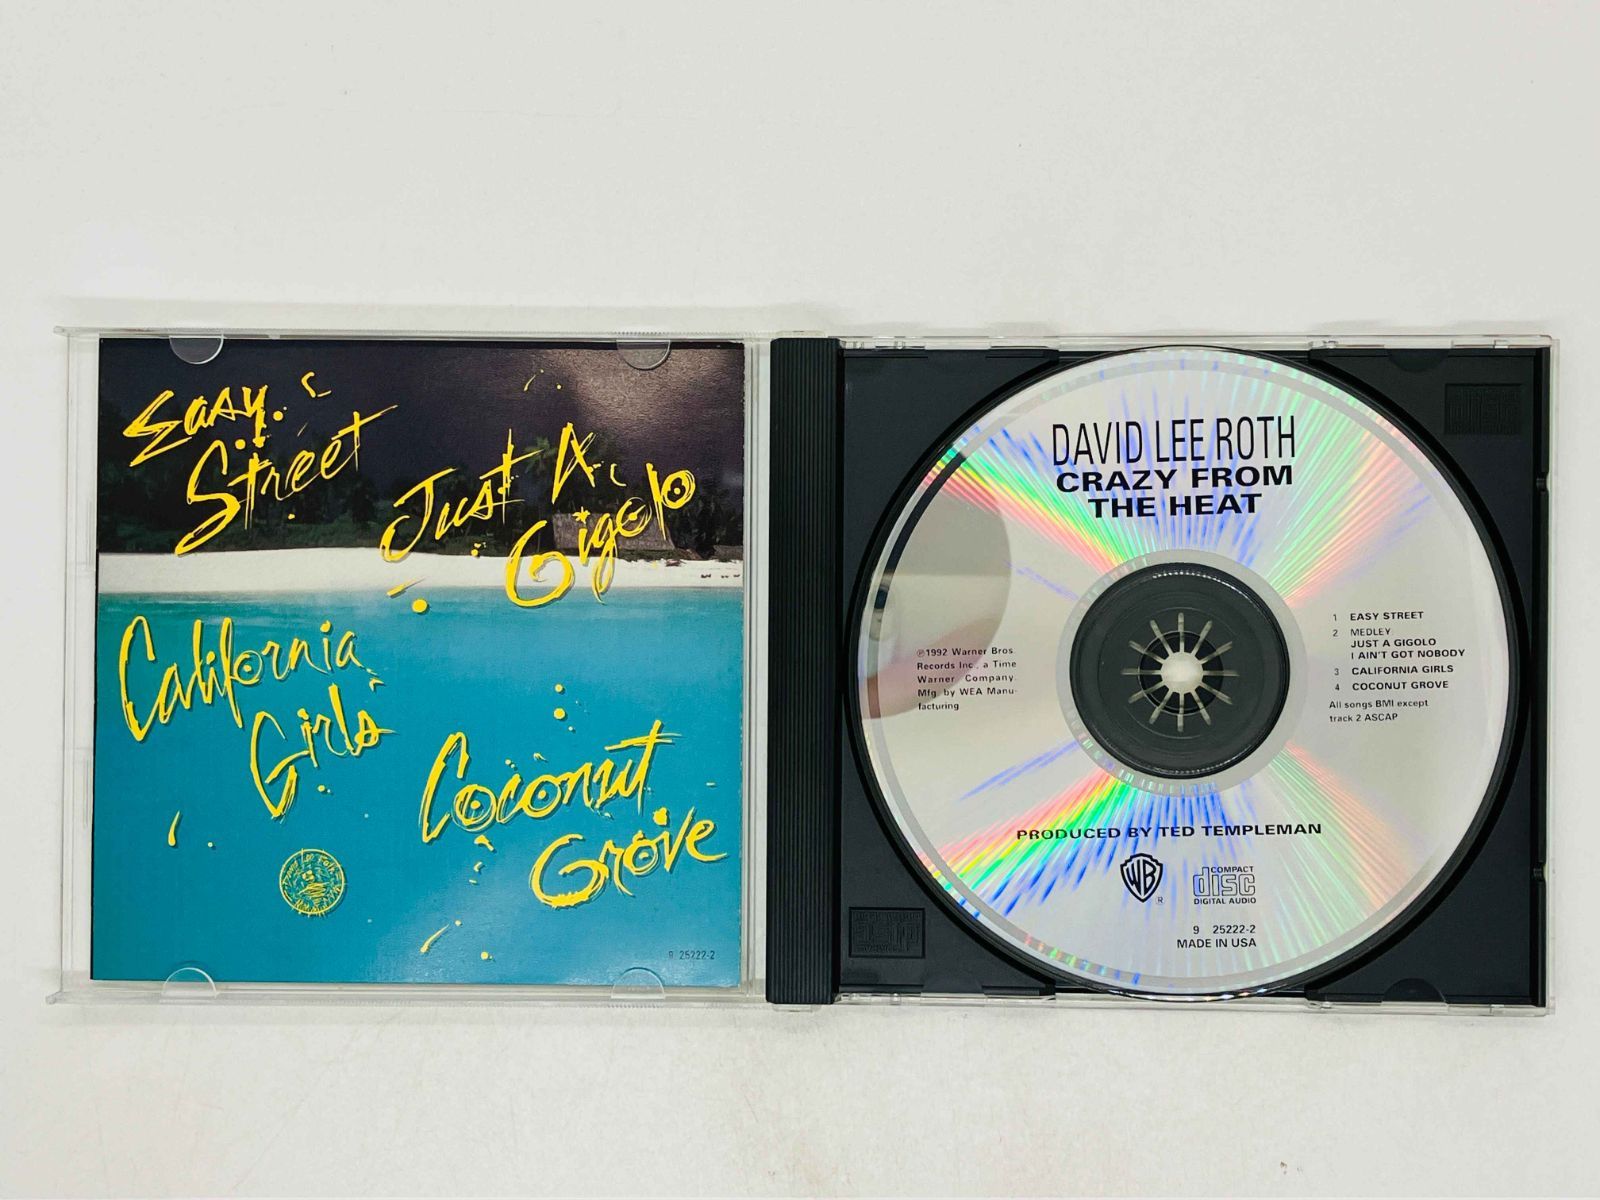 Easy
Street
Just A
Gigolo
California
Girls
Coconut
Grove
9 25222-2
DAVID LEE ROTH
CRAZY FROM
THE HEAT
℗1992 Warner Bros.
Records Inc., a Time
Warner Company.
Mfg. by WEA Manu-
facturing
1 EASY STREET
2 MEDLEY:
JUST A GIGOLO
I AIN'T GOT NOBODY
3 CALIFORNIA GIRLS
4 COCONUT GROVE
All songs BMI except
track 2 ASCAP
PRODUCED BY TED TEMPLEMAN
WB
®
COMPACT
disc
DIGITAL AUDIO
9 25222-2
MADE IN USA